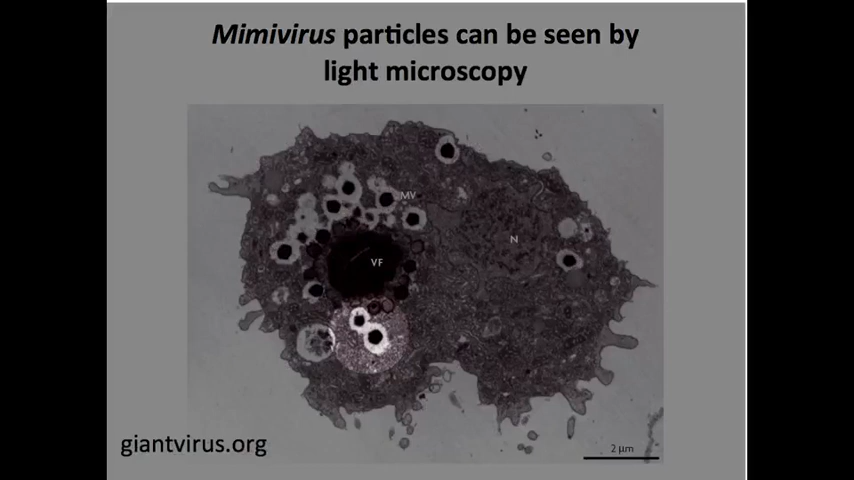 Mimivirus particles can be seen by
light microscopy
MV
VF
N
giantvirus.org
2 µm